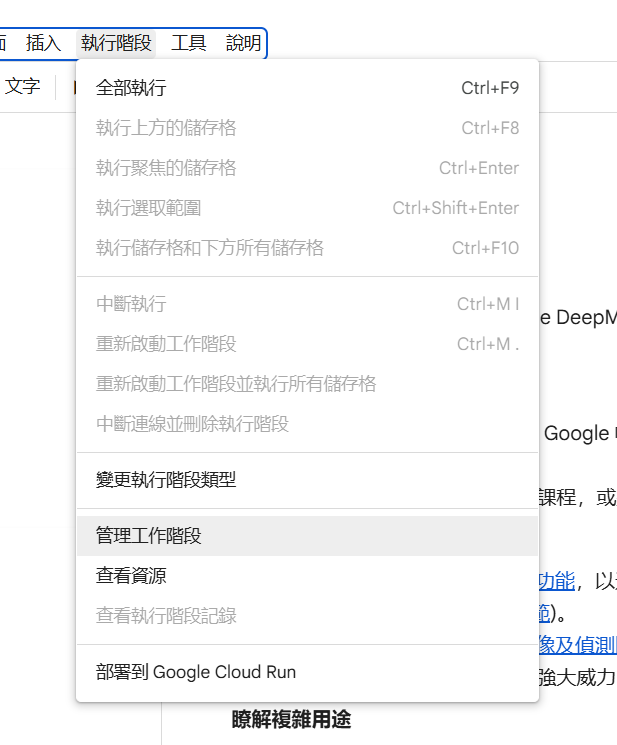 插入 執行階段 工具 說明
文字
全部執行 Ctrl+F9
執行上方的儲存格 Ctrl+F8
執行聚焦的儲存格 Ctrl+Enter
執行選取範圍 Ctrl+Shift+Enter
執行儲存格和下方所有儲存格 Ctrl+F10
中斷執行 Ctrl+M I
重新啟動工作階段 Ctrl+M .
重新啟動工作階段並執行所有儲存格
中斷連線並刪除執行階段
變更執行階段類型
管理工作階段
查看資源
查看執行階段記錄
部署到 Google Cloud Run
e DeepM
Google
課程，或
功能，以
範)。
像及偵測
強大威力
瞭解複雜用途